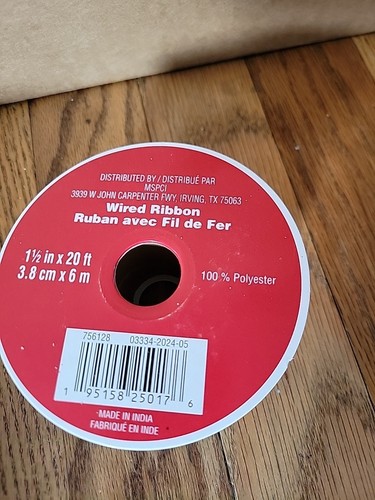 DISTRIBUTED BY / DISTRIBUÉ PAR
MSPCI
3939 W JOHN CARPENTER FWY, IRVING, TX 75063
Wired Ribbon
Ruban avec Fil de Fer
1½ in x 20 ft
3.8 cm x 6 m
100 % Polyester
756128 03334-2024-05
1 95158 25017 6
MADE IN INDIA
FABRIQUÉ EN INDE